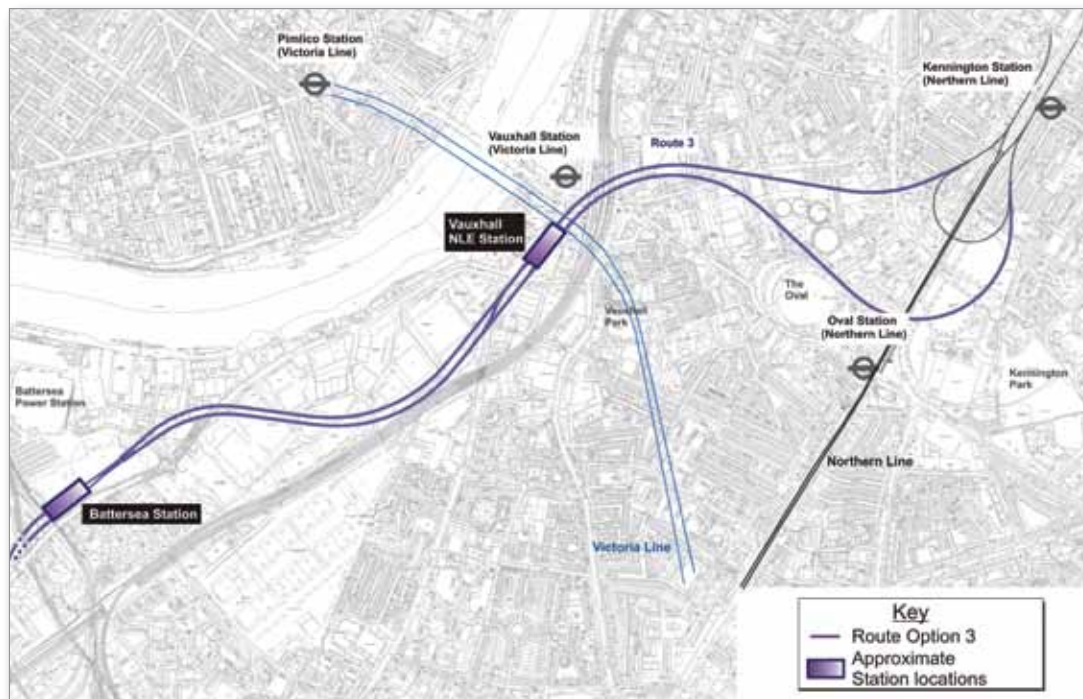 Pimlico Station
(Victoria Line)
Kennington Station
(Northern Line)
Vauxhall Station
(Victoria Line)
Route 3
Vauxhall
NLE Station
The
Oval
Vauxhall
Park
Oval Station
(Northern Line)
Kennington
Park
Battersea
Power Station
Northern Line
Battersea Station
Victoria Line
Key
Route Option 3
Approximate
Station locations